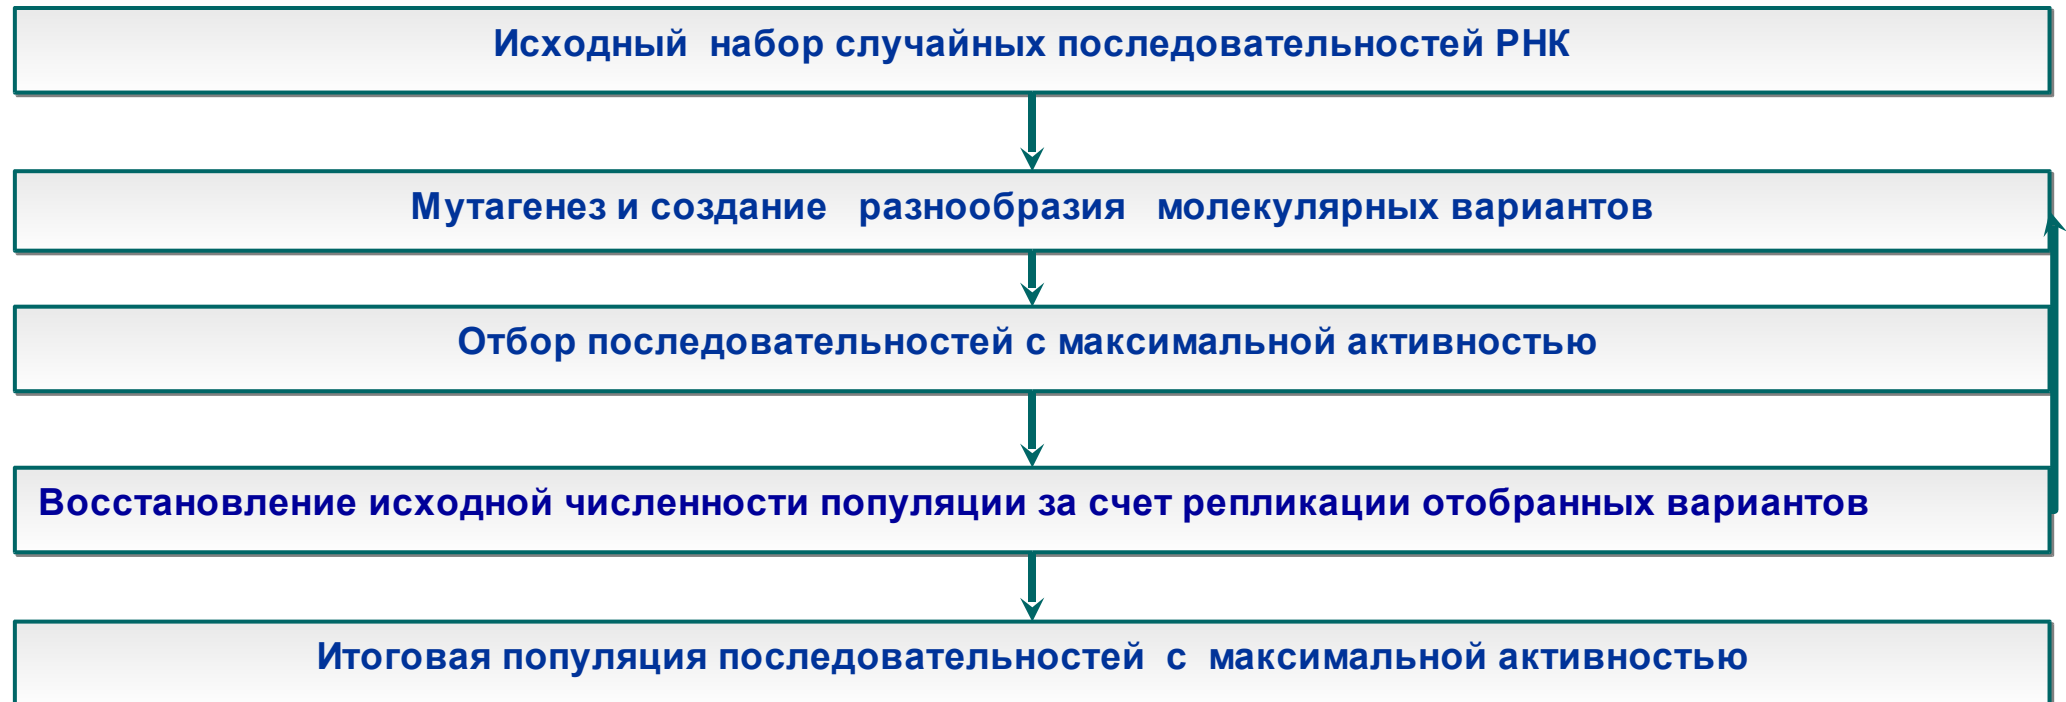 Исходный набор случайных последовательностей РНК
Мутагенез и создание разнообразия молекулярных вариантов
Отбор последовательностей с максимальной активностью
Восстановление исходной численности популяции за счет репликации отобранных вариантов
Итоговая популяция последовательностей с максимальной активностью